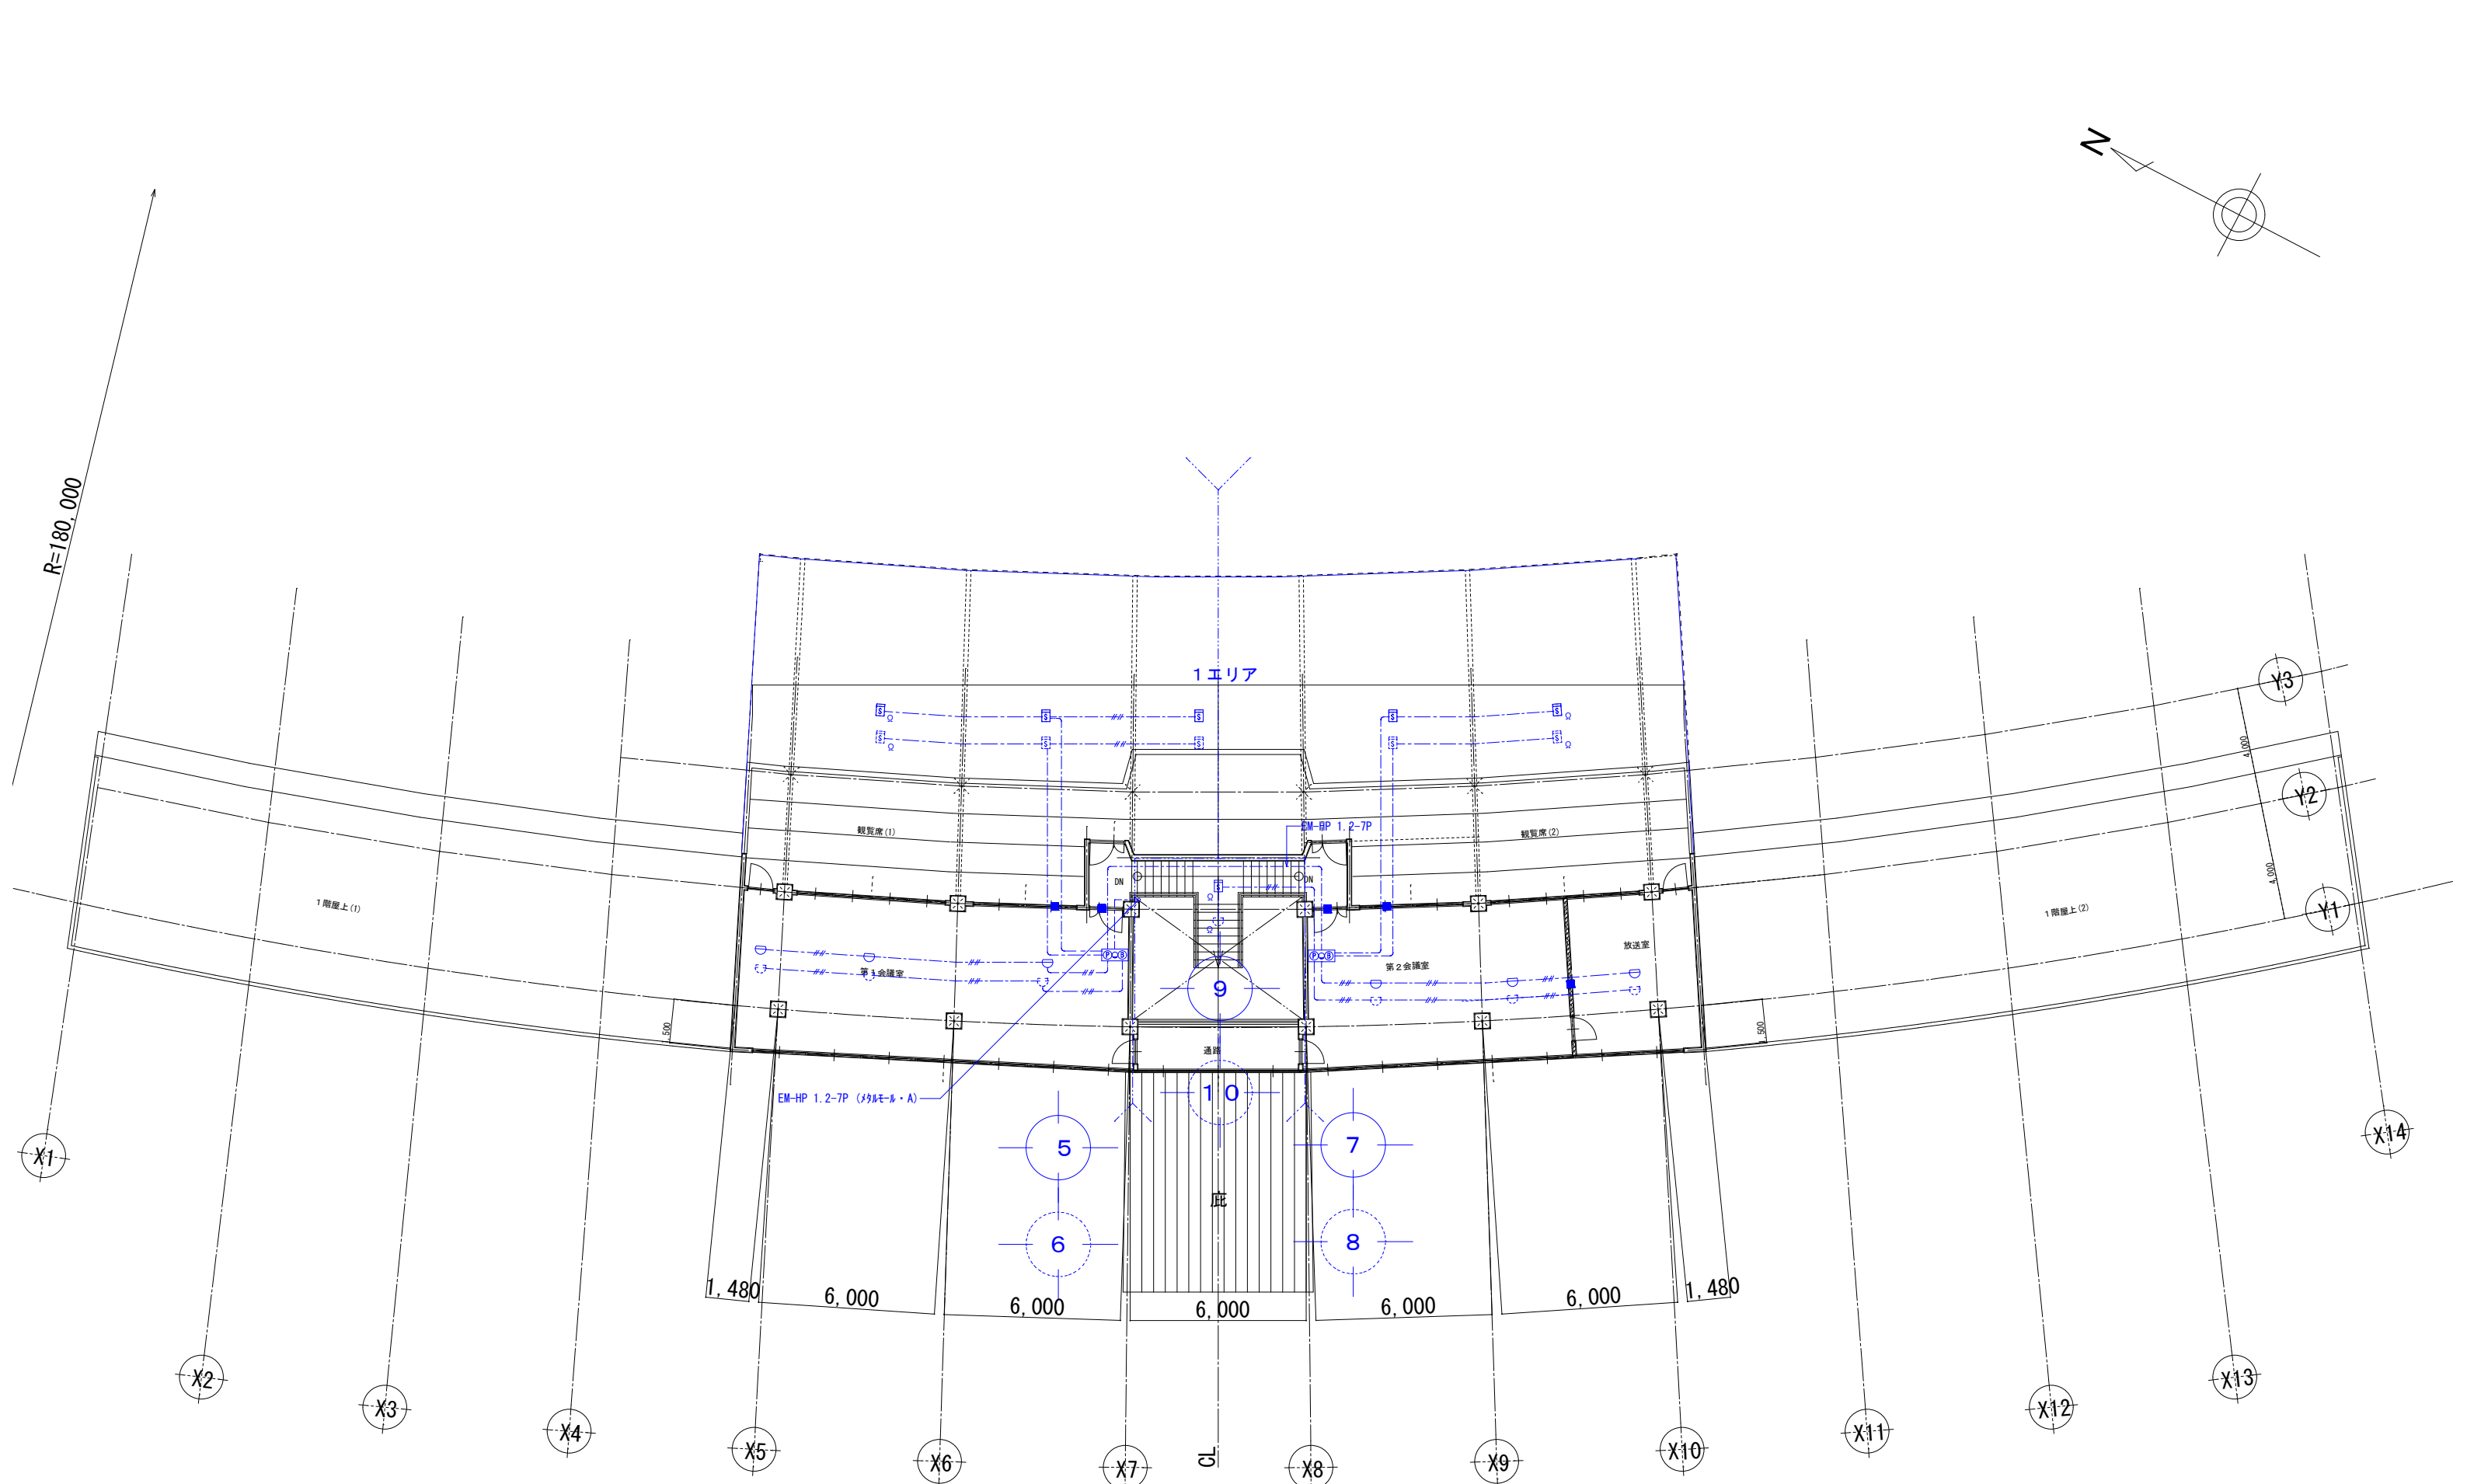 N
R=180,000
1エリア
S
S
S
S
S
Ω
Ω
S
S
S
S
S
Ω
Ω
Y3
4,000
Y2
4,000
Y1
EM-HP 1.2-7P
観覧席(1)
観覧席(2)
DN
DN
S
Ω
Ω
1階屋上(1)
1階屋上(2)
放送室
P B
P B
第1会議室
第2会議室
9
500
500
通路
EM-HP 1.2-7P (メタルモール・A)
10
5
7
庇
6
8
X1
X14
1,480
6,000
6,000
6,000
6,000
6,000
1,480
X2
X3
X4
X5
X6
X7
CL
X8
X9
X10
X11
X12
X13